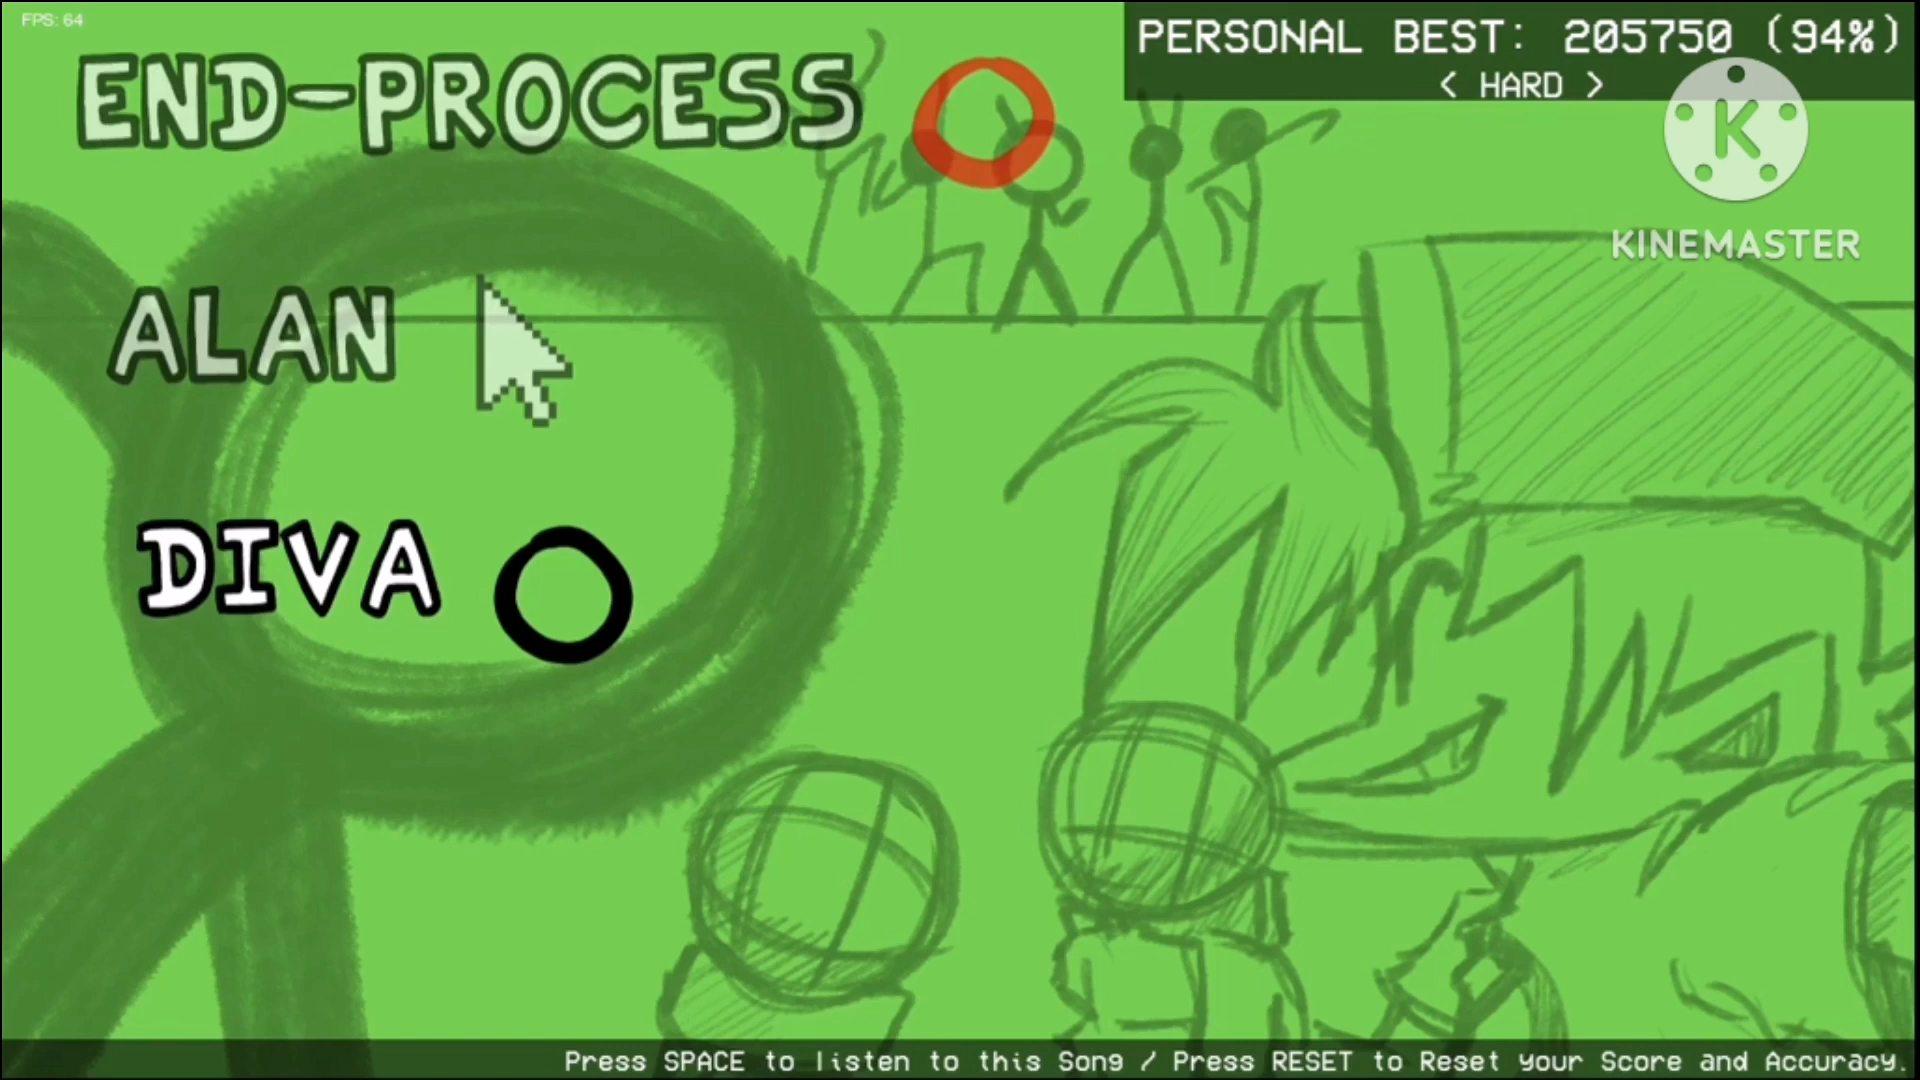 FPS: 64
PERSONAL BEST: 205750 (94%)
< HARD >
END-PROCESS
K
KINEMASTER
ALAN
DIVA
Press SPACE to listen to this Song / Press RESET to Reset your Score and Accuracy.